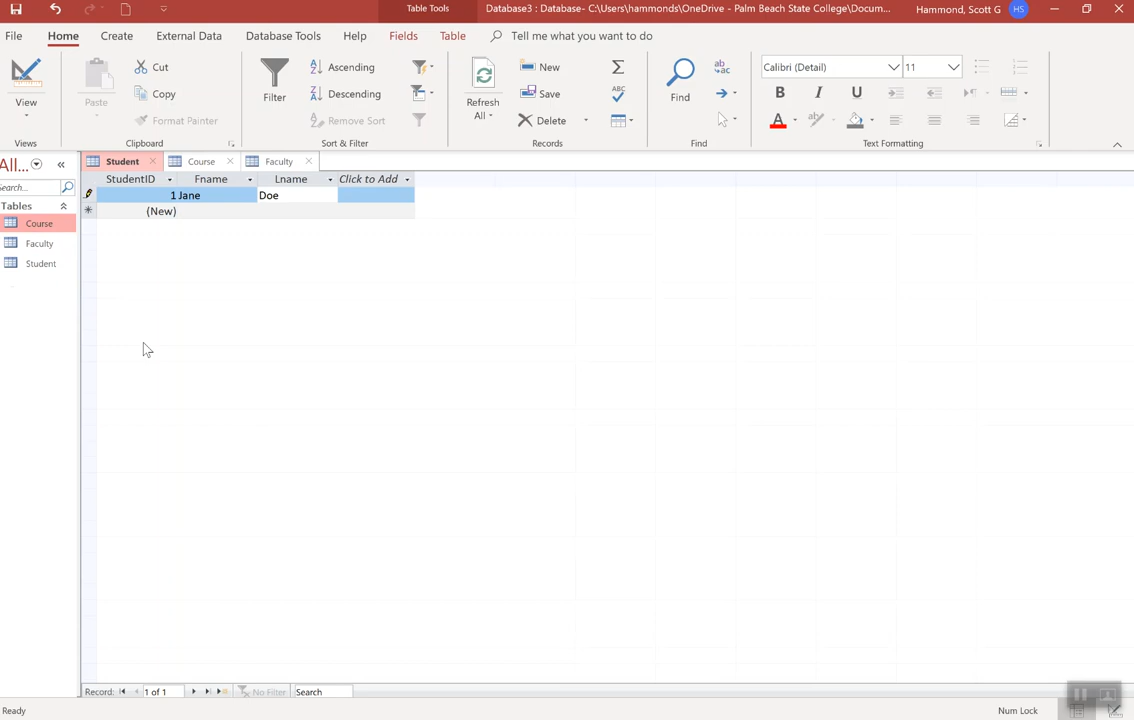 Table Tools
Database3 : Database- C:\Users\hammonds\OneDrive - Palm Beach State College\Docum...
Hammond, Scott G
HS
File
Home
Create
External Data
Database Tools
Help
Fields
Table
Tell me what you want to do
View
Views
Paste
Cut
Copy
Format Painter
Clipboard
Filter
Ascending
Descending
Remove Sort
Sort & Filter
Refresh
All
New
Save
Delete
Records
Find
Find
Calibri (Detail)
11
B I U
Text Formatting
All...
Search...
Tables
Course
Faculty
Student
Student
Course
Faculty
StudentID Fname Lname Click to Add
1 Jane Doe
(New)
Record:
1 of 1
No Filter
Search
Ready
Num Lock